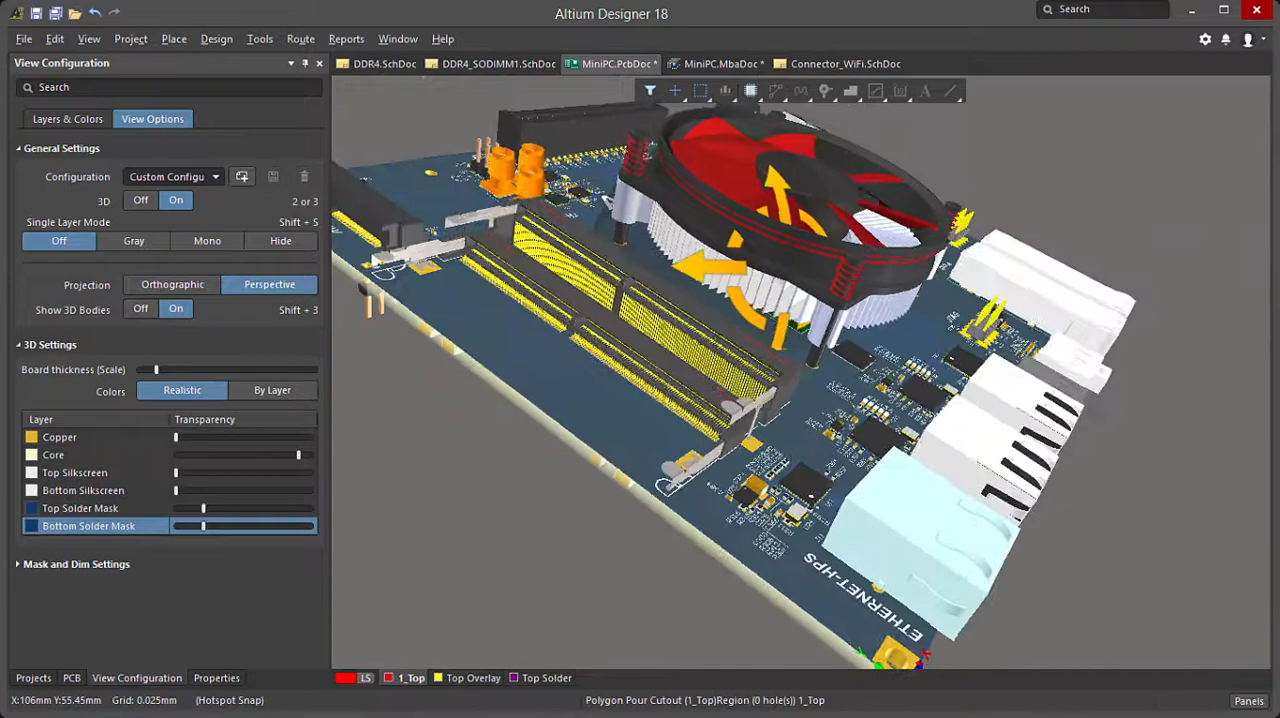 Altium Designer 18
Search
File Edit View Project Place Design Tools Route Reports Window Help
View Configuration
DDR4.SchDoc DDR4_SODIMM1.SchDoc MiniPC.PcbDoc * MiniPC.MbaDoc * Connector_WiFi.SchDoc
Search
Layers & Colors View Options
General Settings
Configuration Custom Configu
3D Off On 2 or 3
Single Layer Mode Shift + S
Off Gray Mono Hide
Projection Orthographic Perspective
Show 3D Bodies Off On Shift + 3
3D Settings
Board thickness (Scale)
Colors Realistic By Layer
Layer Transparency
Copper
Core
Top Silkscreen
Bottom Silkscreen
Top Solder Mask
Bottom Solder Mask
Mask and Dim Settings
ETHERNET-HPS
Projects PCB View Configuration Properties
LS 1_Top Top Overlay Top Solder
X:106mm Y:55.45mm Grid: 0.025mm (Hotspot Snap) Polygon Pour Cutout (1_Top)Region (0 hole(s)) 1_Top Panels